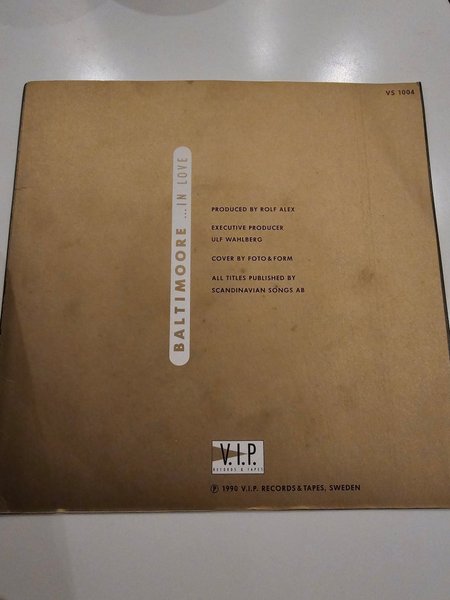 VS 1004
BALTIMOORE ...IN LOVE
PRODUCED BY ROLF ALEX
EXECUTIVE PRODUCER
ULF WAHLBERG
COVER BY FOTO & FORM
ALL TITLES PUBLISHED BY
SCANDINAVIAN SONGS AB
V.I.P.
RECORDS & TAPES
Ⓟ 1990 V.I.P. RECORDS & TAPES, SWEDEN